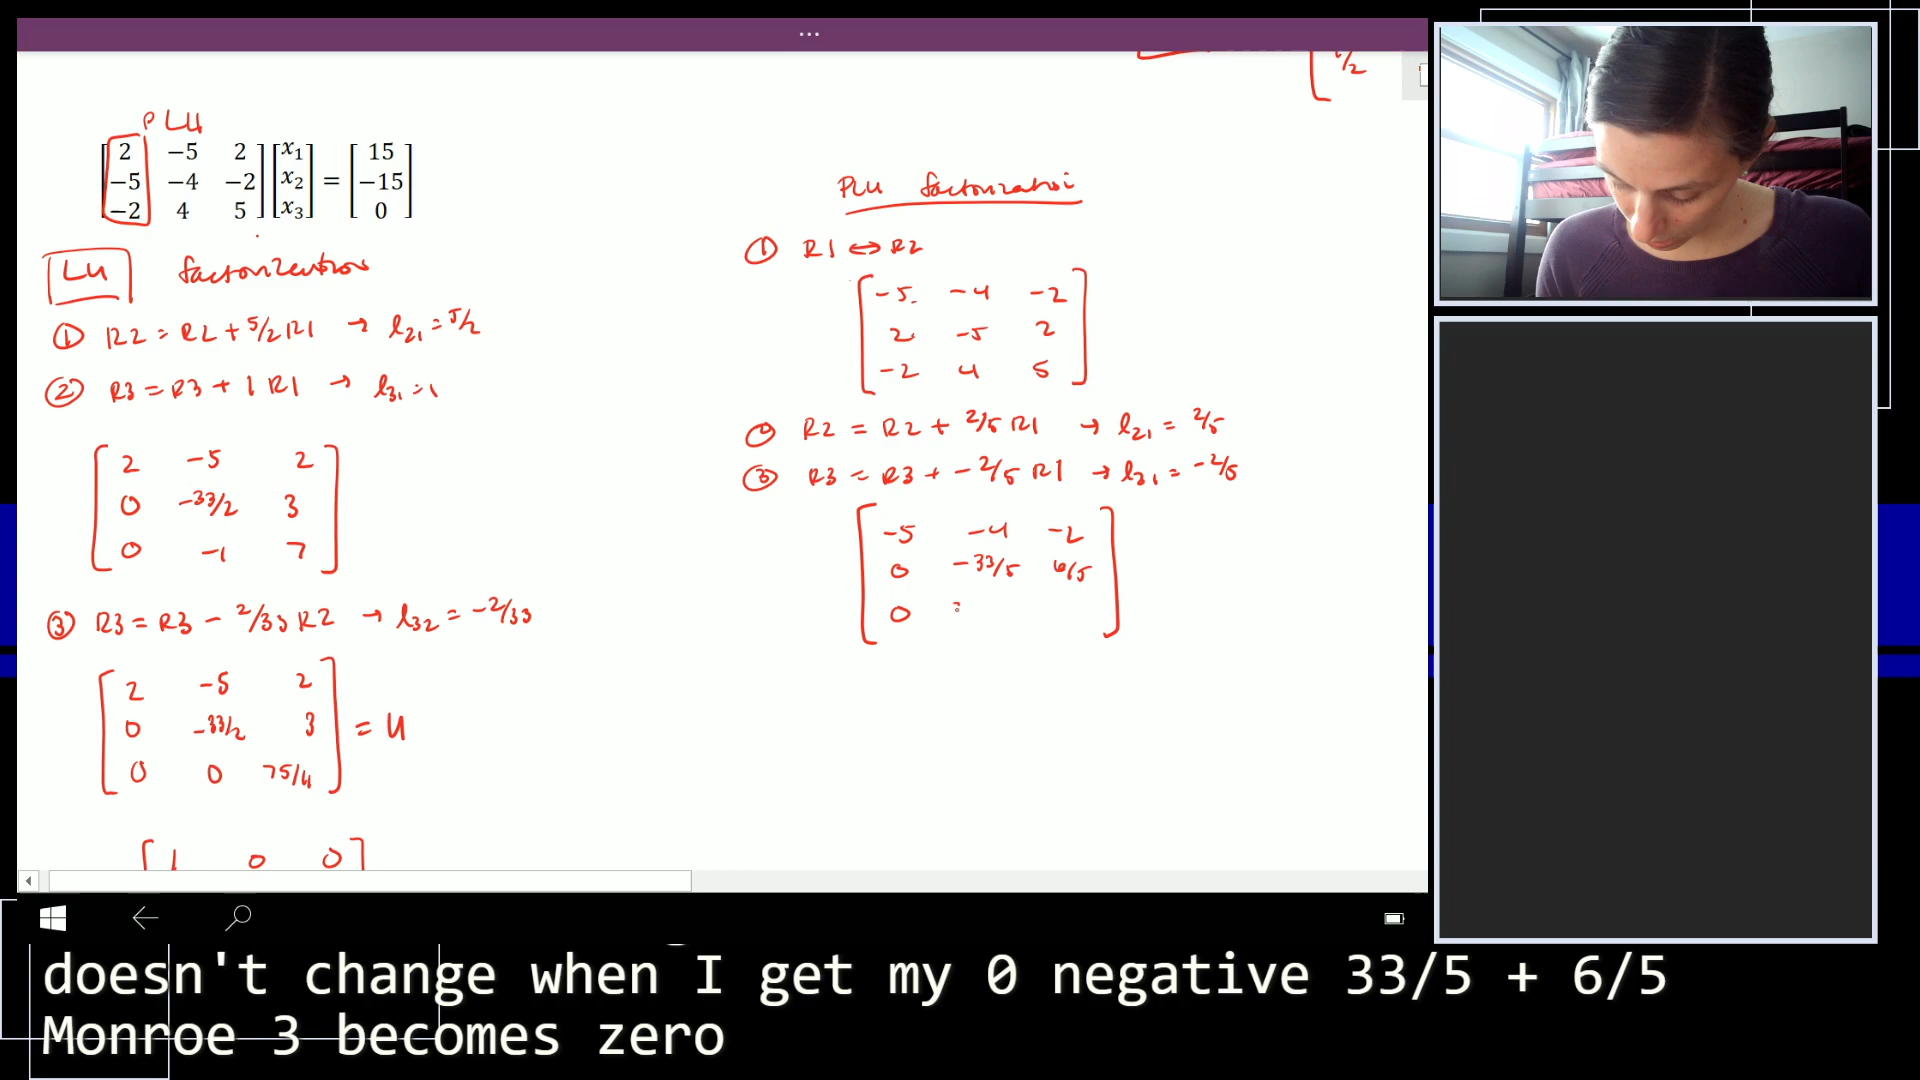 ...
1/2
PLU
2 -5 2 x1 15
-5 -4 -2 x2 = -15
-2 4 5 x3 0
LU factorization
① R2 = R2 + 5/2 R1 → l21 = 5/2
② R3 = R3 + 1 R1 → l31 = 1
2 -5 2
0 -33/2 3
0 -1 7
③ R3 = R3 - 2/33 R2 → l32 = -2/33
2 -5 2
0 -33/2 3 = U
0 0 75/11
1 0 0
PLU factorization
① R1 ↔ R2
-5 -4 -2
2 -5 2
-2 4 5
② R2 = R2 + 2/5 R1 → l21 = 2/5
③ R3 = R3 + -2/5 R1 → l31 = -2/5
-5 -4 -2
0 -33/5 6/5
0
doesn't change when I get my 0 negative 33/5 + 6/5
Monroe 3 becomes zero